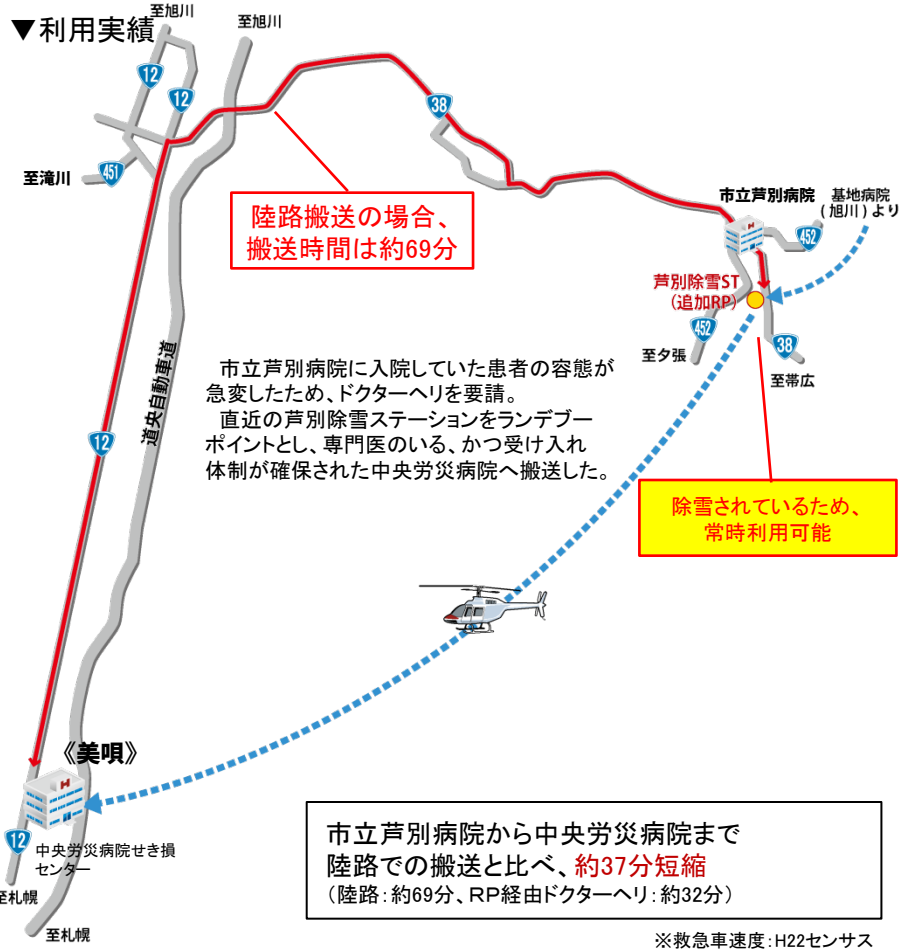 ▼利用実績
至旭川
至旭川
12
12
38
451
至滝川
陸路搬送の場合、
搬送時間は約69分
市立芦別病院
基地病院
(旭川)より
452
芦別除雪ST
(追加RP)
452
至夕張
38
至帯広
道央自動車道
12
市立芦別病院に入院していた患者の容態が
急変したため、ドクターヘリを要請。
直近の芦別除雪ステーションをランデブー
ポイントとし、専門医のいる、かつ受け入れ
体制が確保された中央労災病院へ搬送した。
除雪されているため、
常時利用可能
《美唄》
H
H
12
中央労災病院せき損
センター
至札幌
至札幌
市立芦別病院から中央労災病院まで
陸路での搬送と比べ、約37分短縮
(陸路:約69分、RP経由ドクターヘリ:約32分)
※救急車速度:H22センサス